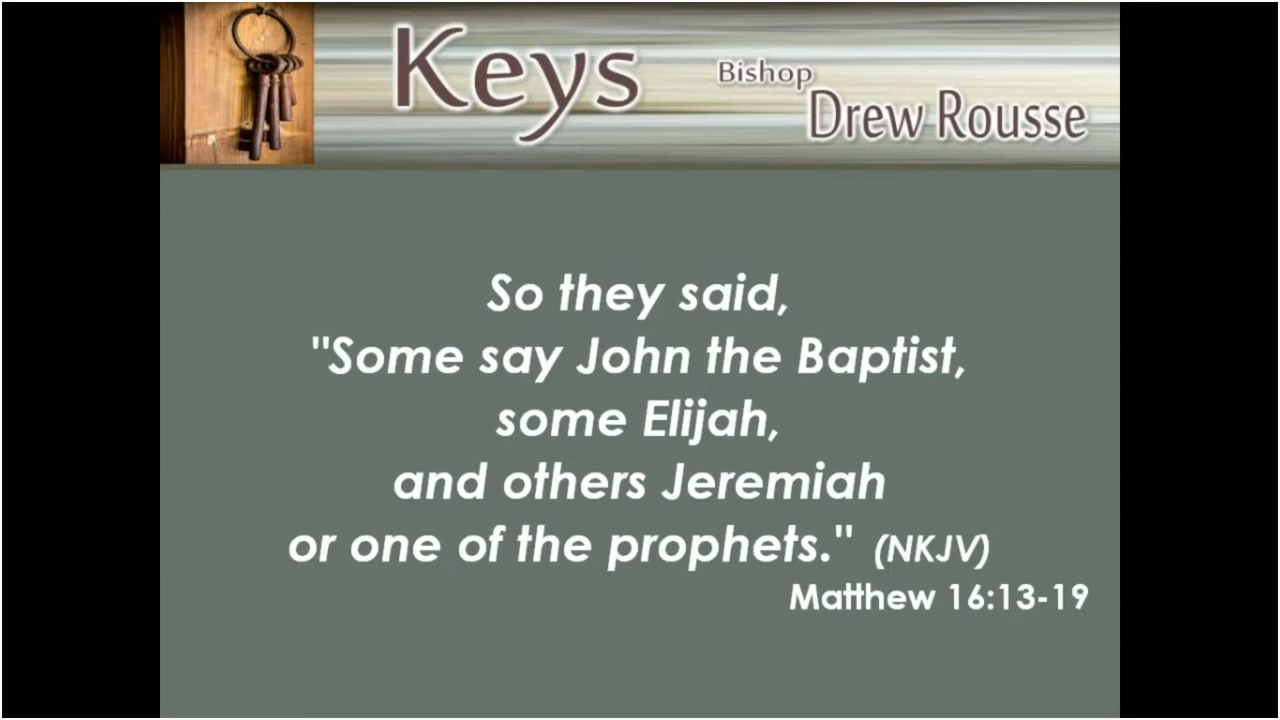 Keys
Bishop
Drew Rousse
So they said,
"Some say John the Baptist,
some Elijah,
and others Jeremiah
or one of the prophets." (NKJV)
Matthew 16:13-19